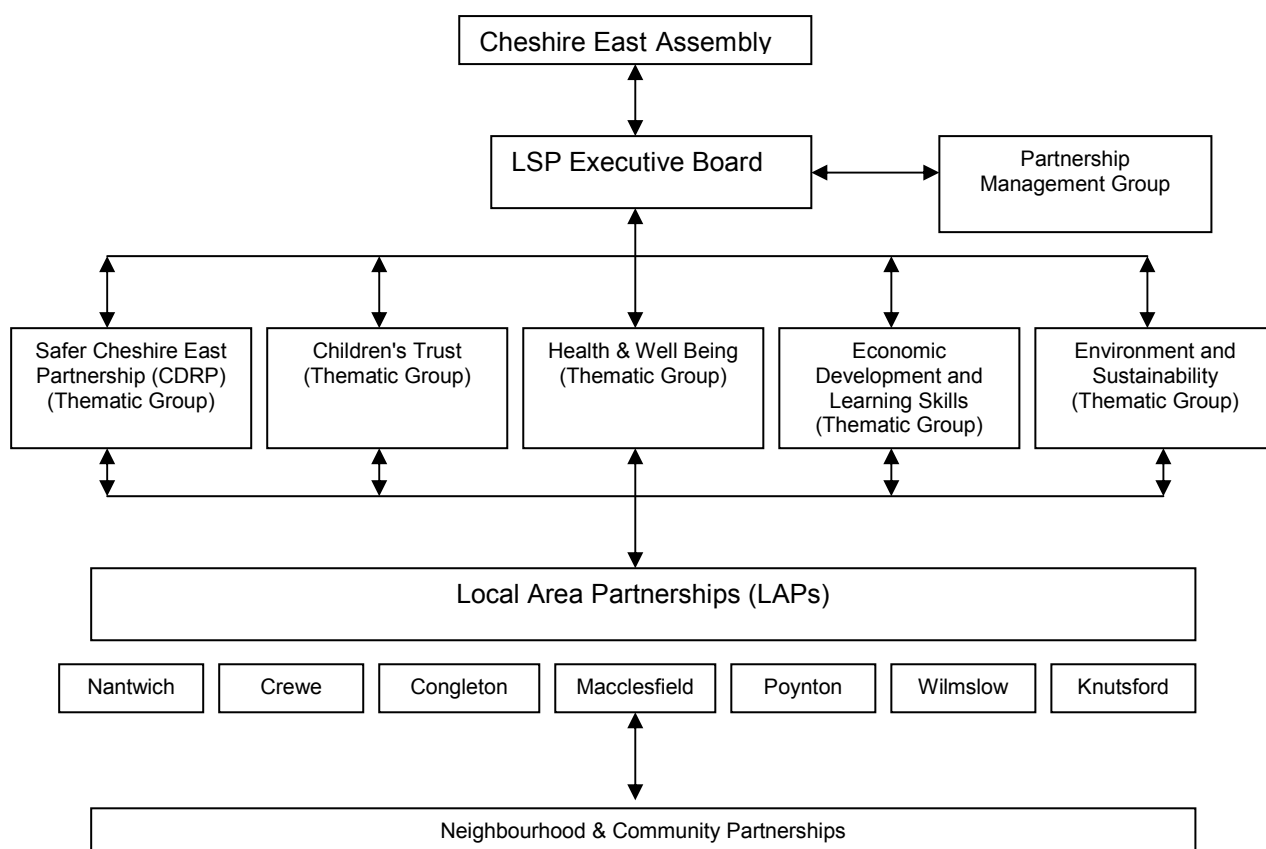 Cheshire East Assembly
LSP Executive Board
Partnership
Management Group
Safer Cheshire East
Partnership (CDRP)
(Thematic Group)
Children's Trust
(Thematic Group)
Health & Well Being
(Thematic Group)
Economic
Development and
Learning Skills
(Thematic Group)
Environment and
Sustainability
(Thematic Group)
Local Area Partnerships (LAPs)
Nantwich
Crewe
Congleton
Macclesfield
Poynton
Wilmslow
Knutsford
Neighbourhood & Community Partnerships